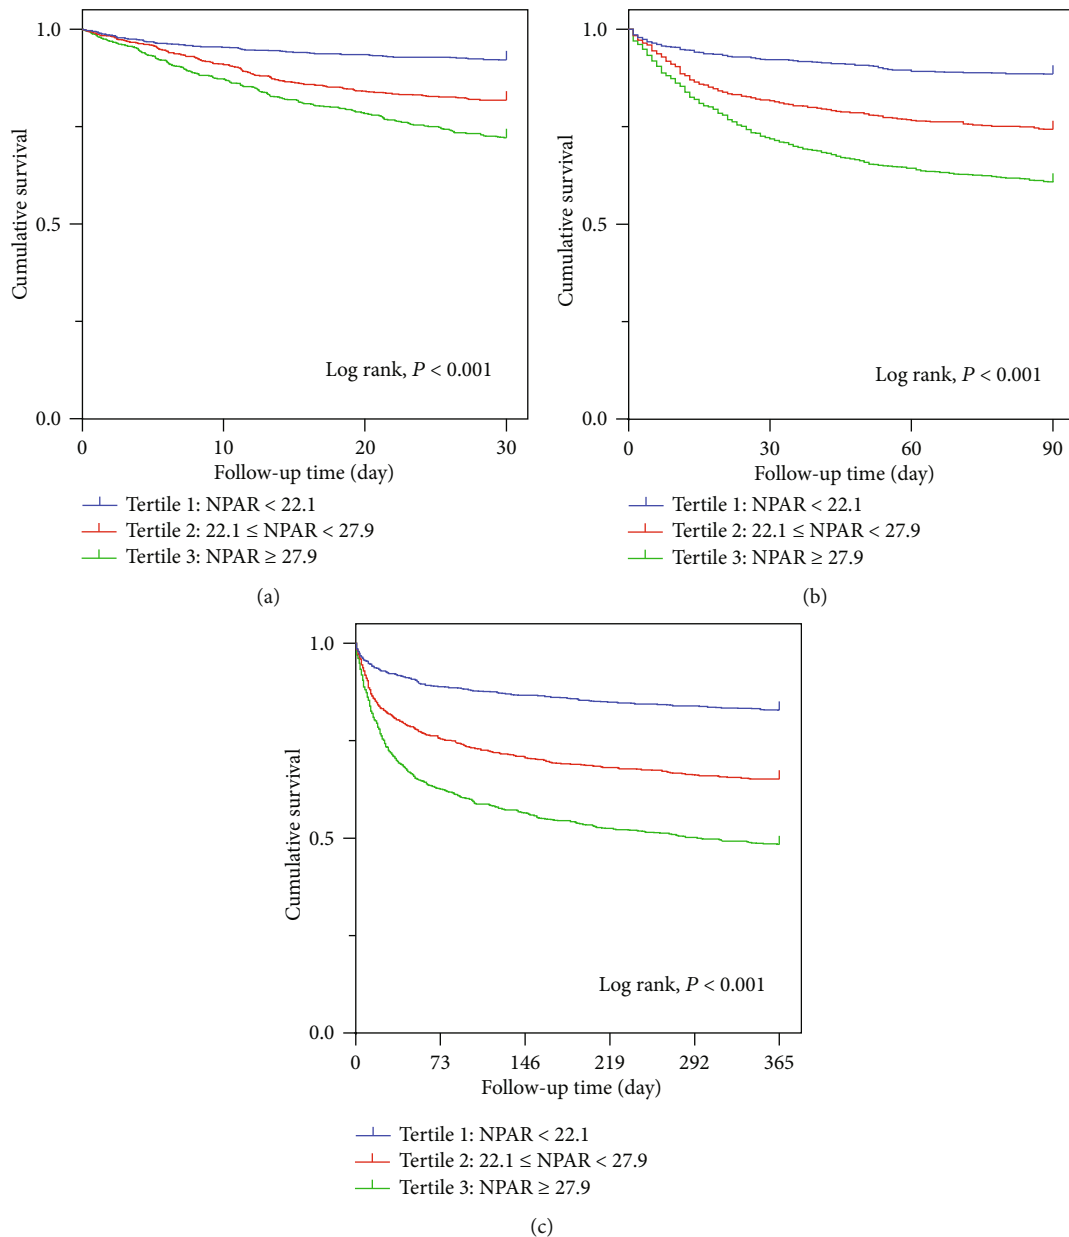 1.0
0.5
0.0
Cumulative survival
Log rank, P < 0.001
0 10 20 30
Follow-up time (day)
Tertile 1: NPAR < 22.1
Tertile 2: 22.1 ≤ NPAR < 27.9
Tertile 3: NPAR ≥ 27.9
(a)
1.0
0.5
0.0
Cumulative survival
Log rank, P < 0.001
0 30 60 90
Follow-up time (day)
Tertile 1: NPAR < 22.1
Tertile 2: 22.1 ≤ NPAR < 27.9
Tertile 3: NPAR ≥ 27.9
(b)
1.0
0.5
0.0
Cumulative survival
Log rank, P < 0.001
0 73 146 219 292 365
Follow-up time (day)
Tertile 1: NPAR < 22.1
Tertile 2: 22.1 ≤ NPAR < 27.9
Tertile 3: NPAR ≥ 27.9
(c)